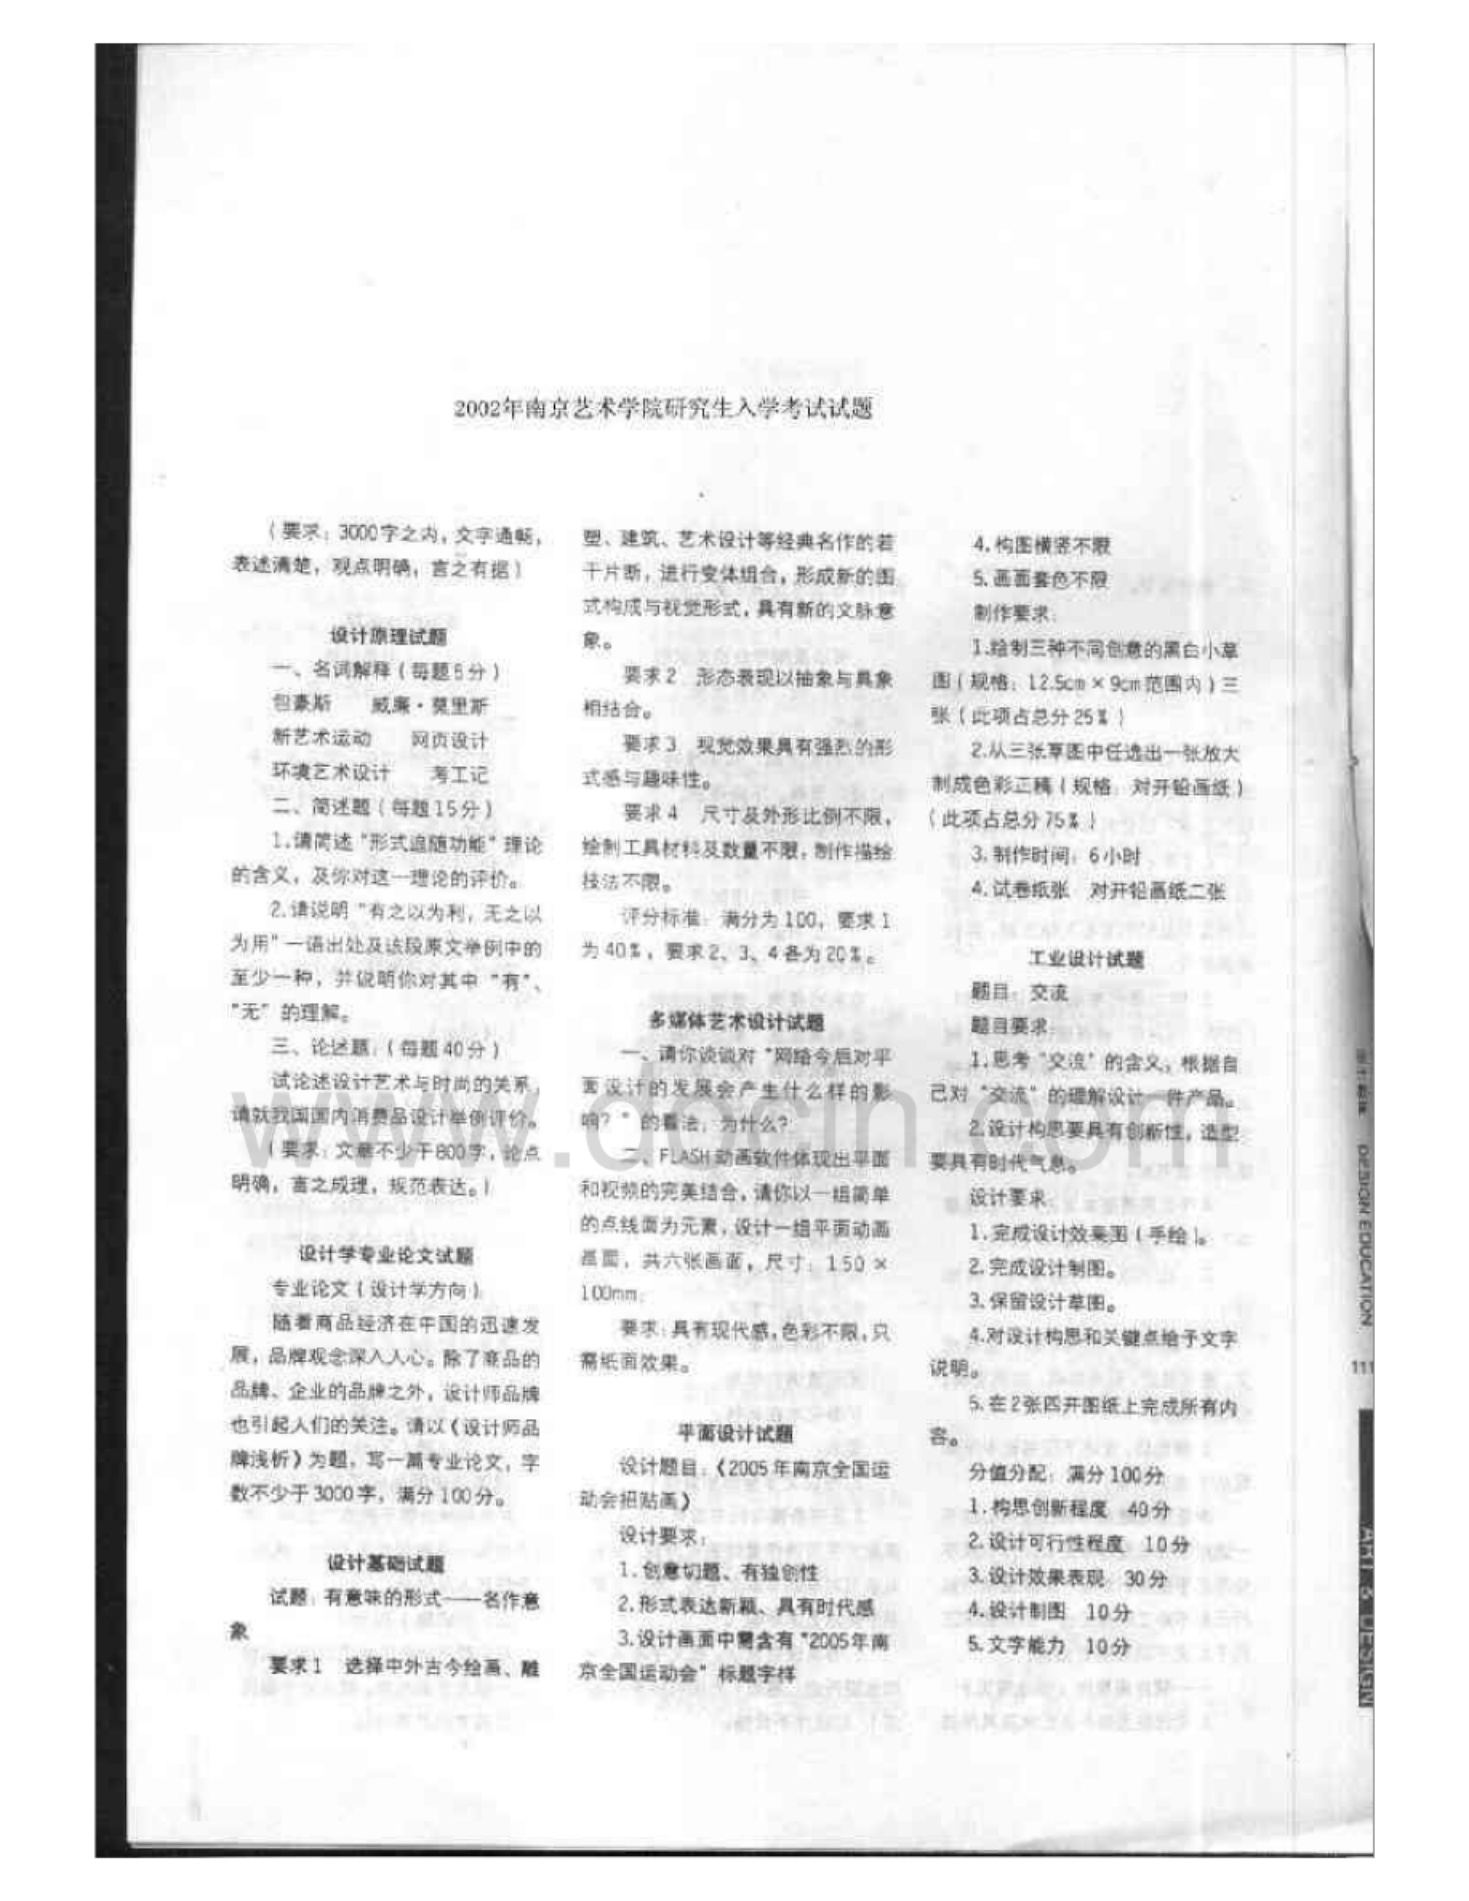 2002年南京艺术学院研究生入学考试试题
（要求：3000字之内，文字通畅，
表述清楚，观点明确，言之有据）
设计原理试题
一、名词解释（每题5分）
包豪斯 威廉·莫里斯
新艺术运动 网页设计
环境艺术设计 考工记
二、简述题（每题15分）
1.请简述“形式追随功能”理论
的含义，及你对这一理论的评价。
2.请说明“有之以为利，无之以
为用”一语出处及该段原文举例中的
至少一种，并说明你对其中“有”、
“无”的理解。
三、论述题：（每题40分）
试论述设计艺术与时尚的关系，
请就我国国内消费品设计举例评价。
（要求：文章不少于800字，论点
明确，言之成理，规范表达。）
设计学专业论文试题
专业论文（设计学方向）
随着商品经济在中国的迅速发
展，品牌观念深入人心。除了商品的
品牌、企业的品牌之外，设计师品牌
也引起人们的关注。请以《设计师品
牌浅析》为题，写一篇专业论文，字
数不少于3000字，满分100分。
设计基础试题
试题：有意味的形式——名作意
象
要求1 选择中外古今绘画、雕
塑、建筑、艺术设计等经典名作的若
干片断，进行变体组合，形成新的图
式构成与视觉形式，具有新的文脉意
象。
要求2 形态表现以抽象与具象
相结合。
要求3 视觉效果具有强烈的形
式感与趣味性。
要求4 尺寸及外形比例不限，
绘制工具材料及数量不限，制作描绘
技法不限。
评分标准：满分为100，要求1
为40%，要求2、3、4各为20%。
多媒体艺术设计试题
一、请你谈谈对“网络今后对平
面设计的发展会产生什么样的影
响？”的看法；为什么？
二、FLASH动画软件体现出平面
和视频的完美结合，请你以一组简单
的点线面为元素，设计一组平面动画
画面，共六张画面，尺寸：150×
100mm；
要求：具有现代感，色彩不限，只
需纸面效果。
平面设计试题
设计题目：《2005年南京全国运
动会招贴画》
设计要求：
1.创意切题、有独创性
2.形式表达新颖、具有时代感
3.设计画面中需含有“2005年南
京全国运动会”标题字样
4.构图横竖不限
5.画面套色不限
制作要求：
1.绘制三种不同创意的黑白小草
图（规格：12.5cm×9cm范围内）三
张（此项占总分25%）
2.从三张草图中任选出一张放大
制成色彩正稿（规格：对开铅画纸）
（此项占总分75%）
3.制作时间：6小时
4.试卷纸张 对开铅画纸二张
工业设计试题
题目：交流
题目要求：
1.思考“交流”的含义，根据自
己对“交流”的理解设计一件产品。
2.设计构思要具有创新性，造型
要具有时代气息。
设计要求：
1.完成设计效果图（手绘）。
2.完成设计制图。
3.保留设计草图。
4.对设计构思和关键点给于文字
说明。
5.在2张四开图纸上完成所有内
容。
分值分配：满分100分
1.构思创新程度 40分
2.设计可行性程度 10分
3.设计效果表现 30分
4.设计制图 10分
5.文字能力 10分
DESIGN EDUCATION
111
ART & DESIGN
www.docin.com